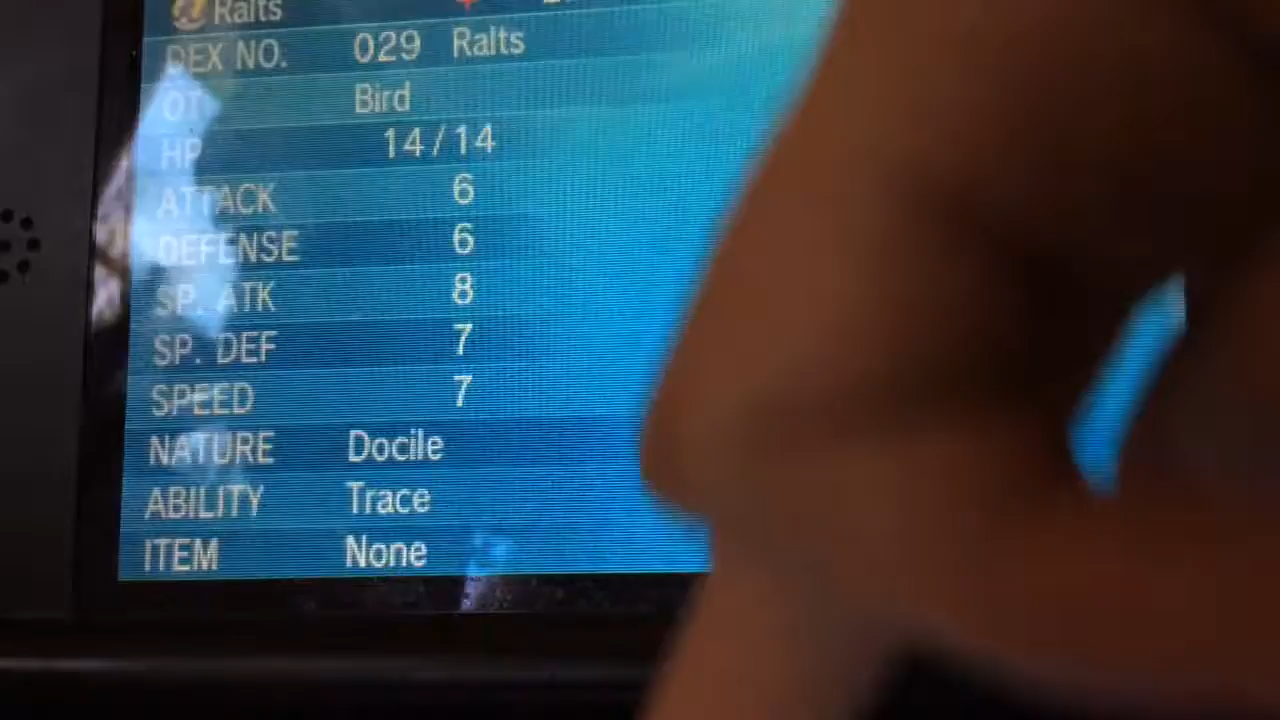 Ralts
DEX NO. 029 Ralts
OT Bird
HP 14/14
ATTACK 6
DEFENSE 6
SP. ATK 8
SP. DEF 7
SPEED 7
NATURE Docile
ABILITY Trace
ITEM None